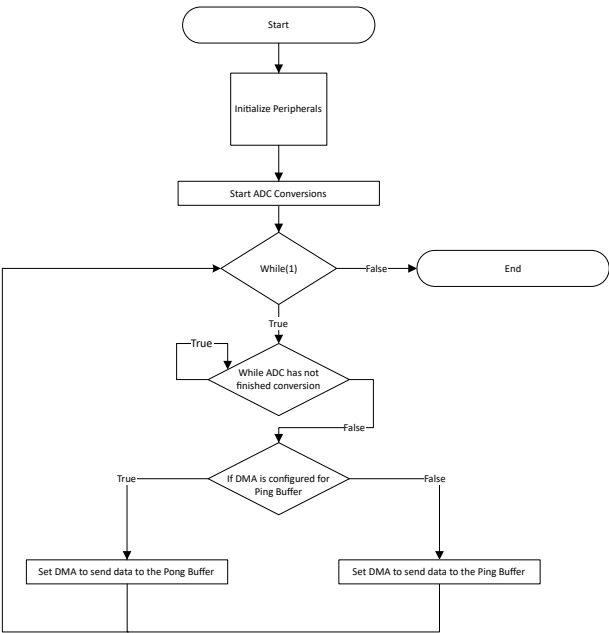 Start
Initialize Peripherals
Start ADC Conversions
While(1)
False
End
True
True
While ADC has not
finished conversion
False
If DMA is configured for
Ping Buffer
True
False
Set DMA to send data to the Pong Buffer
Set DMA to send data to the Ping Buffer